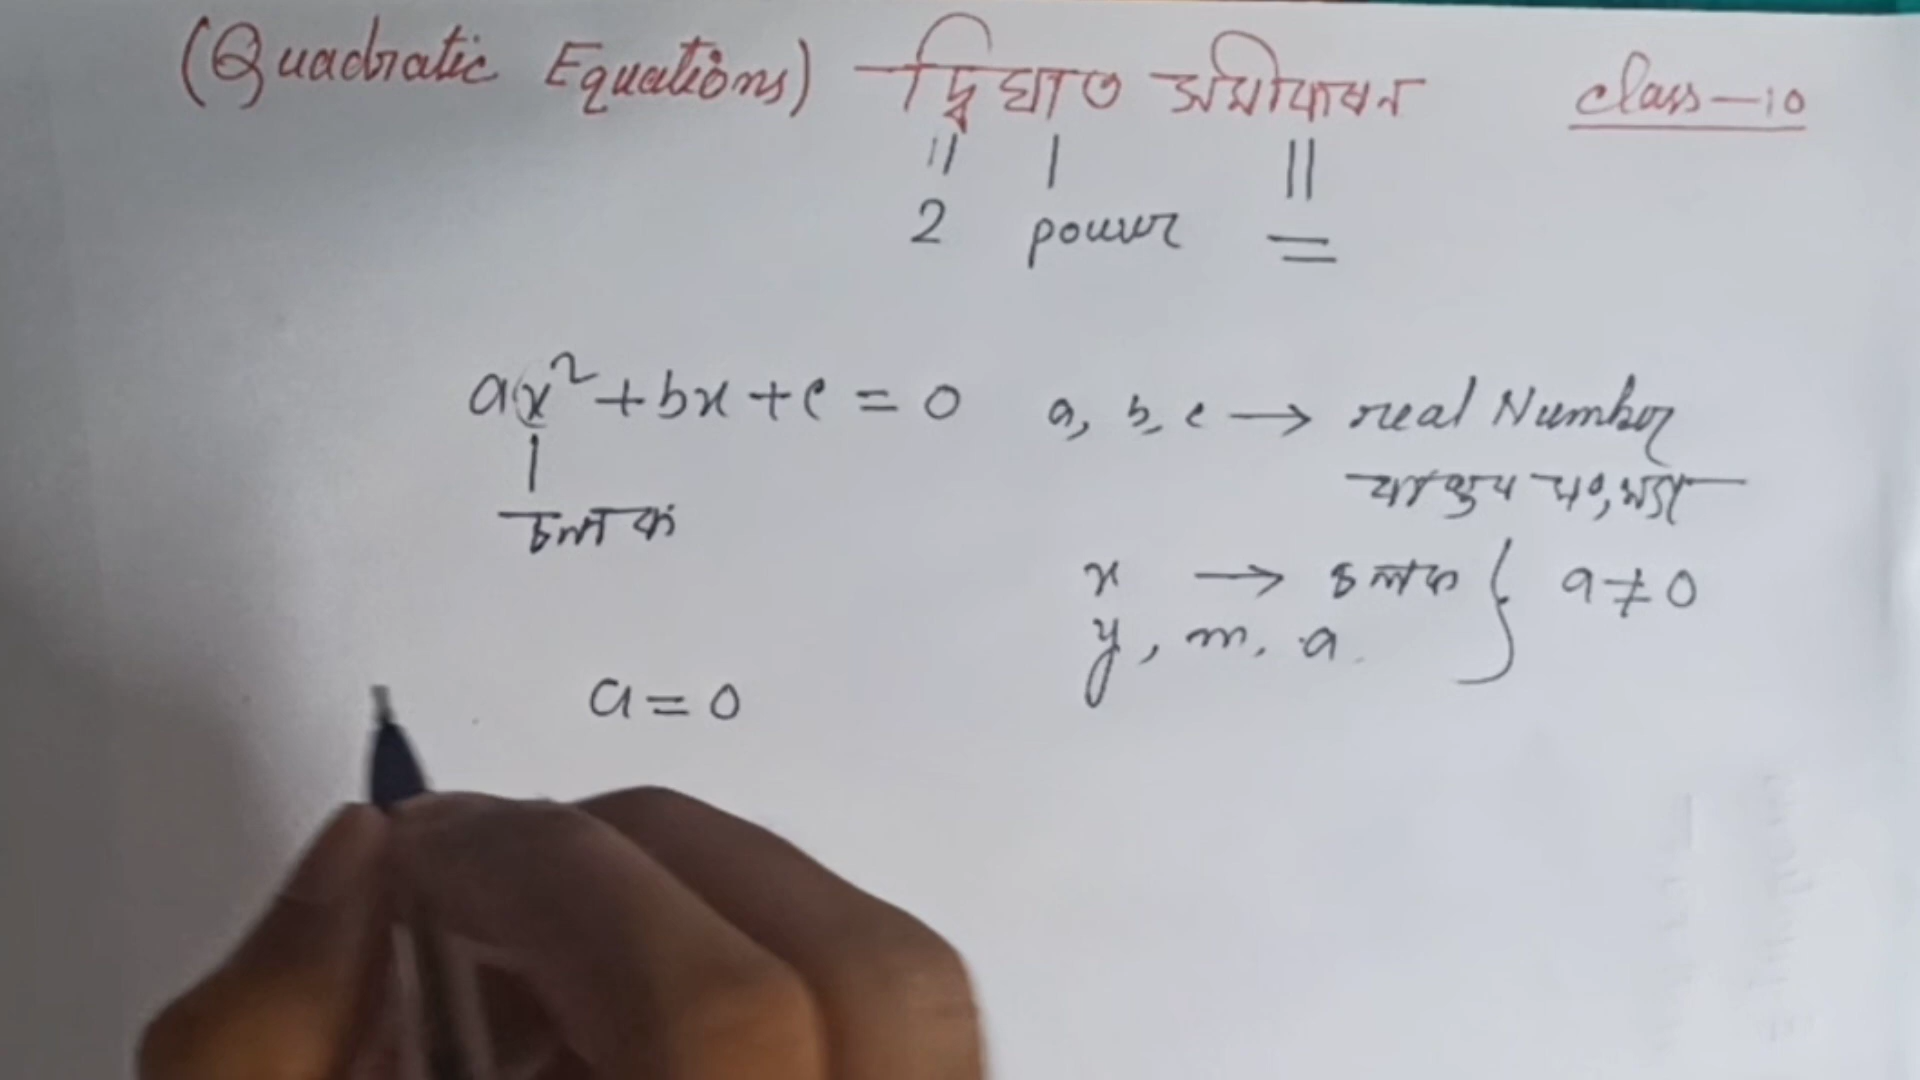 (Quadratic Equations) দ্বিঘাত সমীকরণ class-10
॥ | ॥
2 power =
ax² + bx + c = 0 a, b, c → real Number
চলক বাস্তব সংখ্যা
x → চলক } a ≠ 0
y, m, a
a = 0